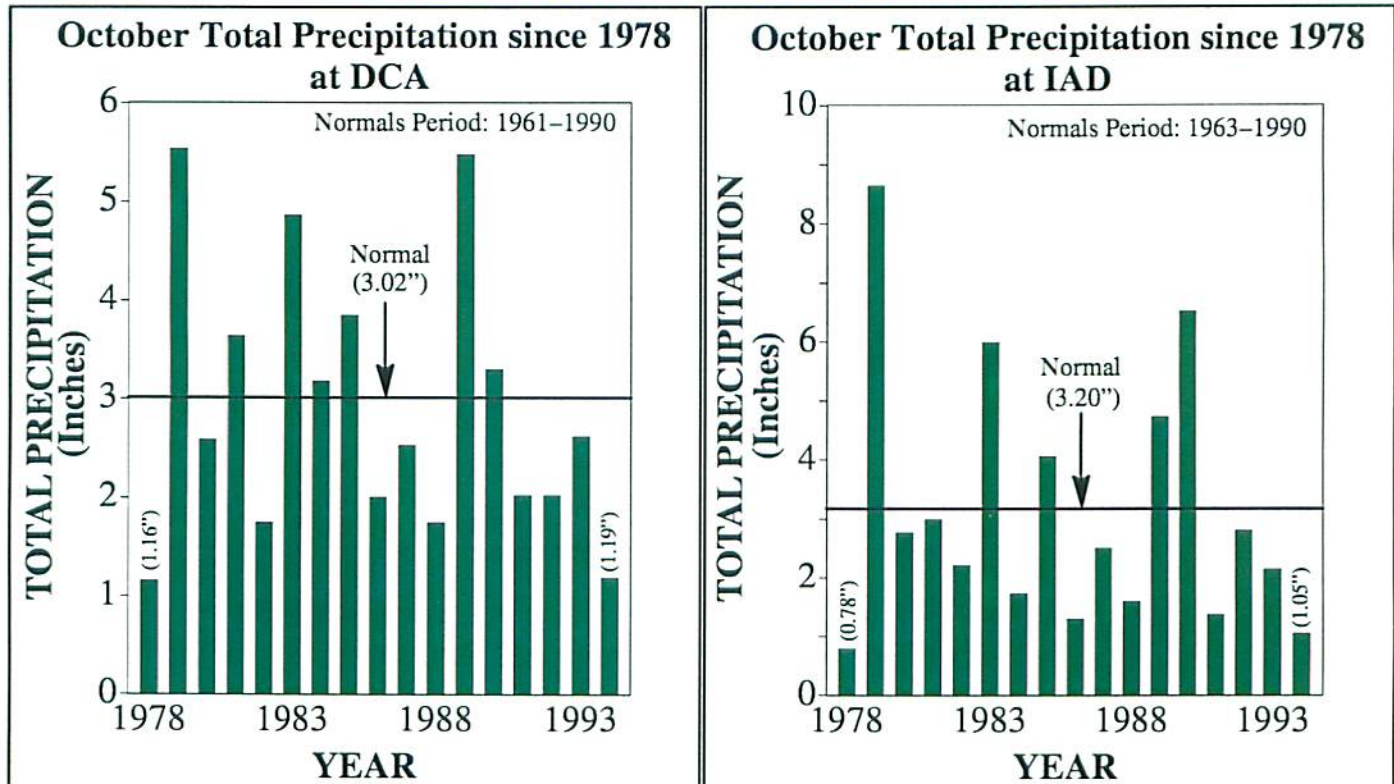 October Total Precipitation since 1978
at DCA
Normals Period: 1961–1990
TOTAL PRECIPITATION
(Inches)
6
5
4
3
2
1
0
Normal
(3.02")
(1.16")
(1.19")
1978
1983
1988
1993
YEAR
October Total Precipitation since 1978
at IAD
Normals Period: 1963–1990
TOTAL PRECIPITATION
(Inches)
10
8
6
4
2
0
Normal
(3.20")
(0.78")
(1.05")
1978
1983
1988
1993
YEAR